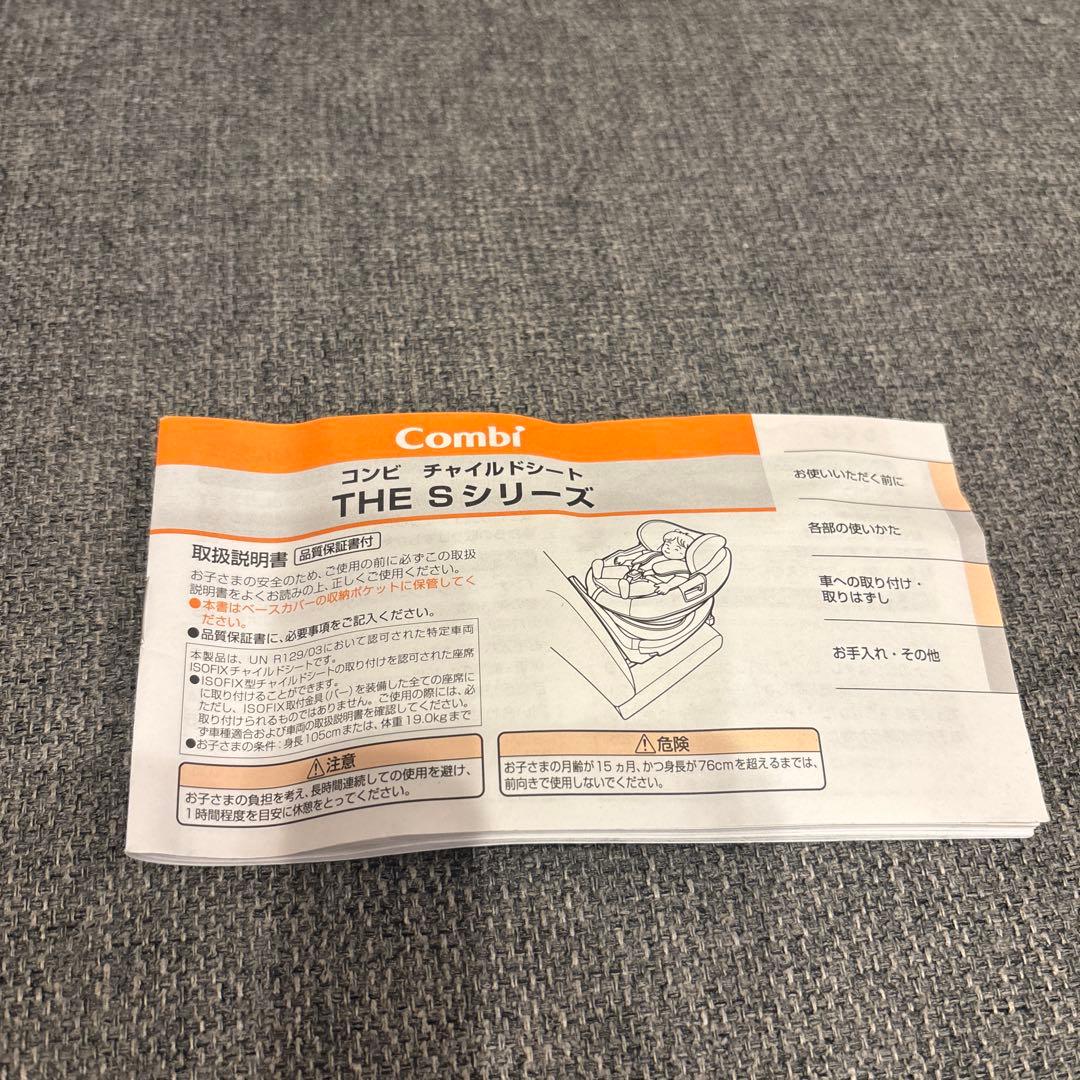 Combi
コンビ チャイルドシート
THE Sシリーズ
取扱説明書 品質保証書付
お子さまの安全のため、ご使用の前に必ずこの取扱
説明書をよくお読みの上、正しくご使用ください。
●本書はベースカバーの収納ポケットに保管してく
ださい。
●品質保証書に、必要事項をご記入ください。
本製品は、UN R129/03において認可された特定車両
ISOFIXチャイルドシートです。
●ISOFIX型チャイルドシートの取り付けを認可された座席
に取り付けることができます。
ただし、ISOFIX取付金具(バー)を装備した全ての座席に
取り付けられるものではありません。ご使用の際には、必
ず車種適合および車両の取扱説明書を確認してください。
●お子さまの条件:身長105cmまたは、体重19.0kgまで
⚠注意
お子さまの負担を考え、長時間連続しての使用を避け、
1時間程度を目安に休憩をとってください。
⚠危険
お子さまの月齢が15ヵ月、かつ身長が76cmを超えるまでは、
前向きで使用しないでください。
お使いいただく前に
各部の使いかた
車への取り付け・
取りはずし
お手入れ・その他